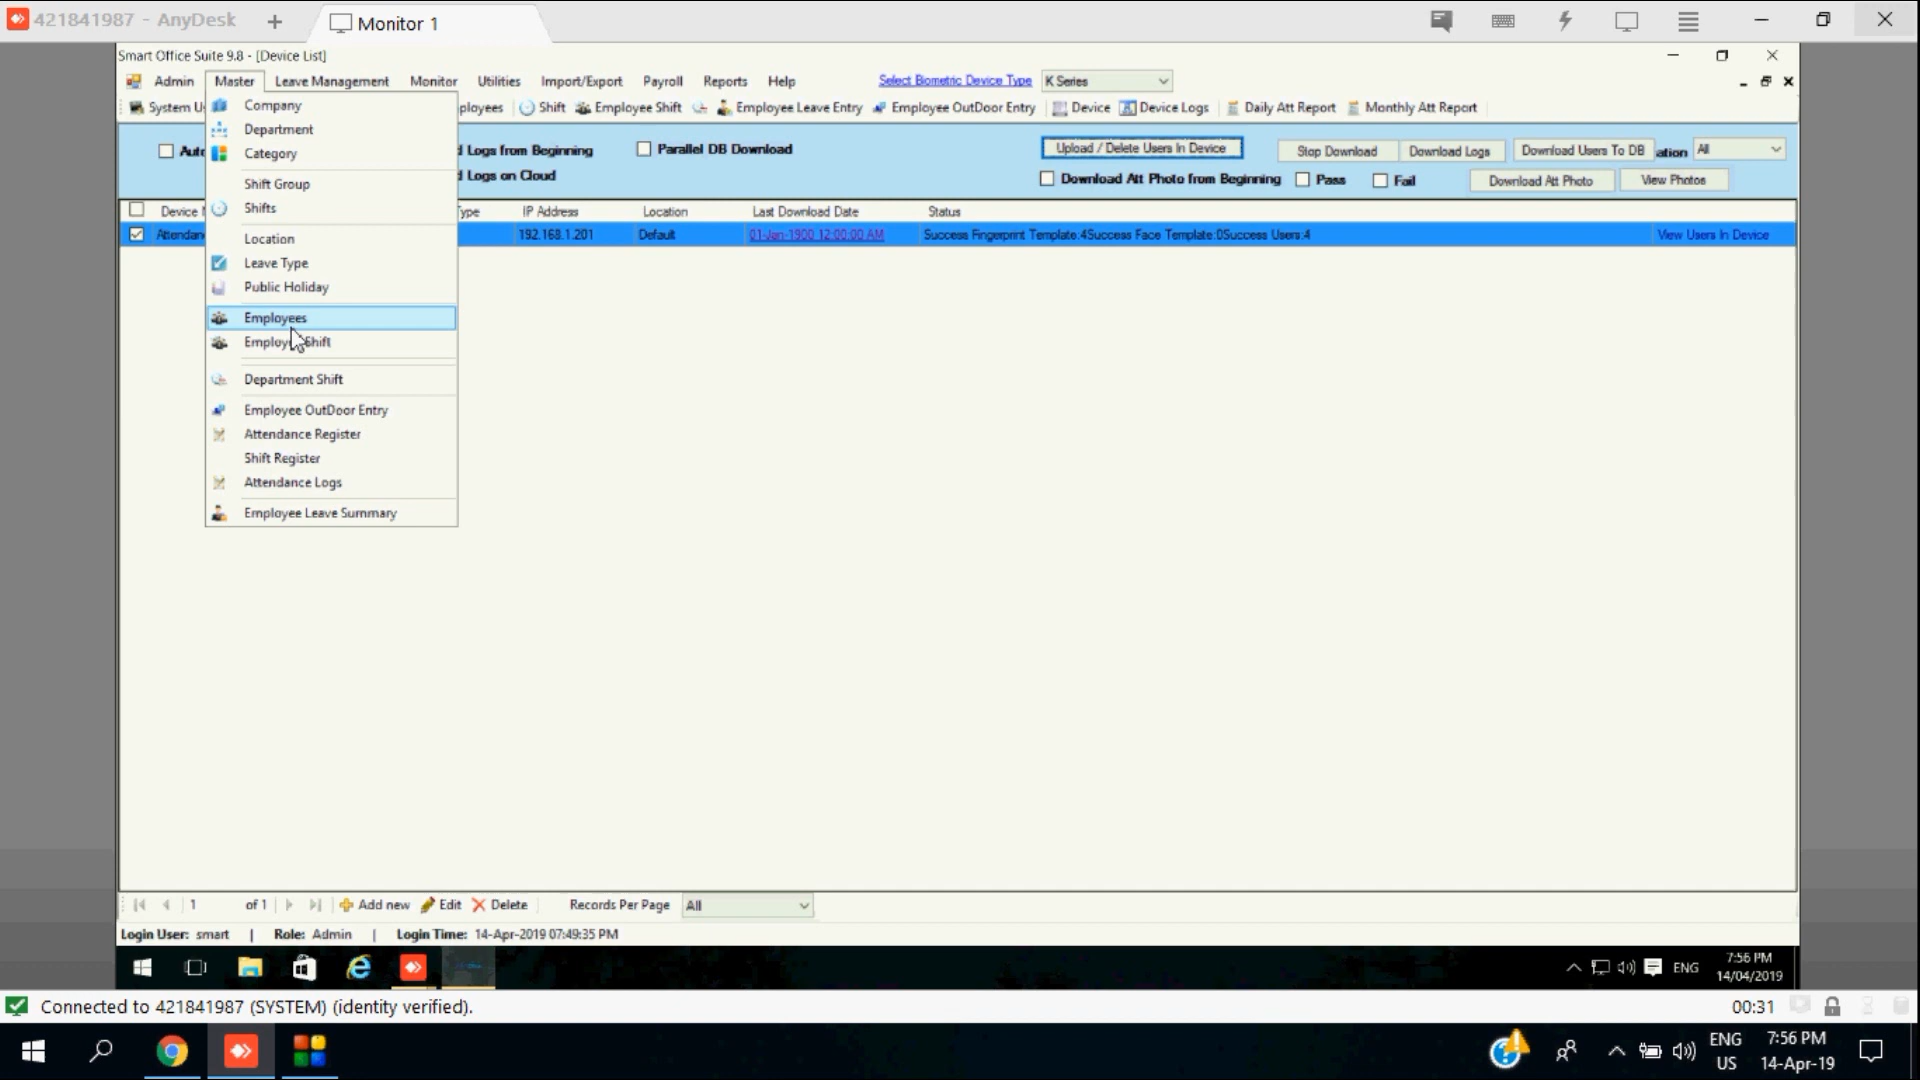 421841987 - AnyDesk
Monitor 1
Smart Office Suite 9.8 - [Device List]
Admin Master Leave Management Monitor Utilities Import/Export Payroll Reports Help Select Biometric Device Type K Series
System Us ployees Shift Employee Shift Employee Leave Entry Employee OutDoor Entry Device Device Logs Daily Att Report Monthly Att Report
Company
Department
Category
Shift Group
Shifts
Location
Leave Type
Public Holiday
Employees
Employee Shift
Department Shift
Employee OutDoor Entry
Attendance Register
Shift Register
Attendance Logs
Employee Leave Summary
Auto d Logs from Beginning Parallel DB Download Upload / Delete Users In Device Stop Download Download Logs Download Users To DB ation All
d Logs on Cloud Download Att Photo from Beginning Pass Fail Download Att Photo View Photos
Device Type IP Address Location Last Download Date Status
Attendan 192.168.1.201 Default 01-Jan-1900 12:00:00 AM Success Fingerprint Template:4Success Face Template:0Success Users:4 View Users In Device
1 of 1 Add new Edit Delete Records Per Page All
Login User: smart | Role: Admin | Login Time: 14-Apr-2019 07:49:35 PM
ENG 7:56 PM
14/04/2019
Connected to 421841987 (SYSTEM) (identity verified). 00:31
ENG 7:56 PM
US 14-Apr-19